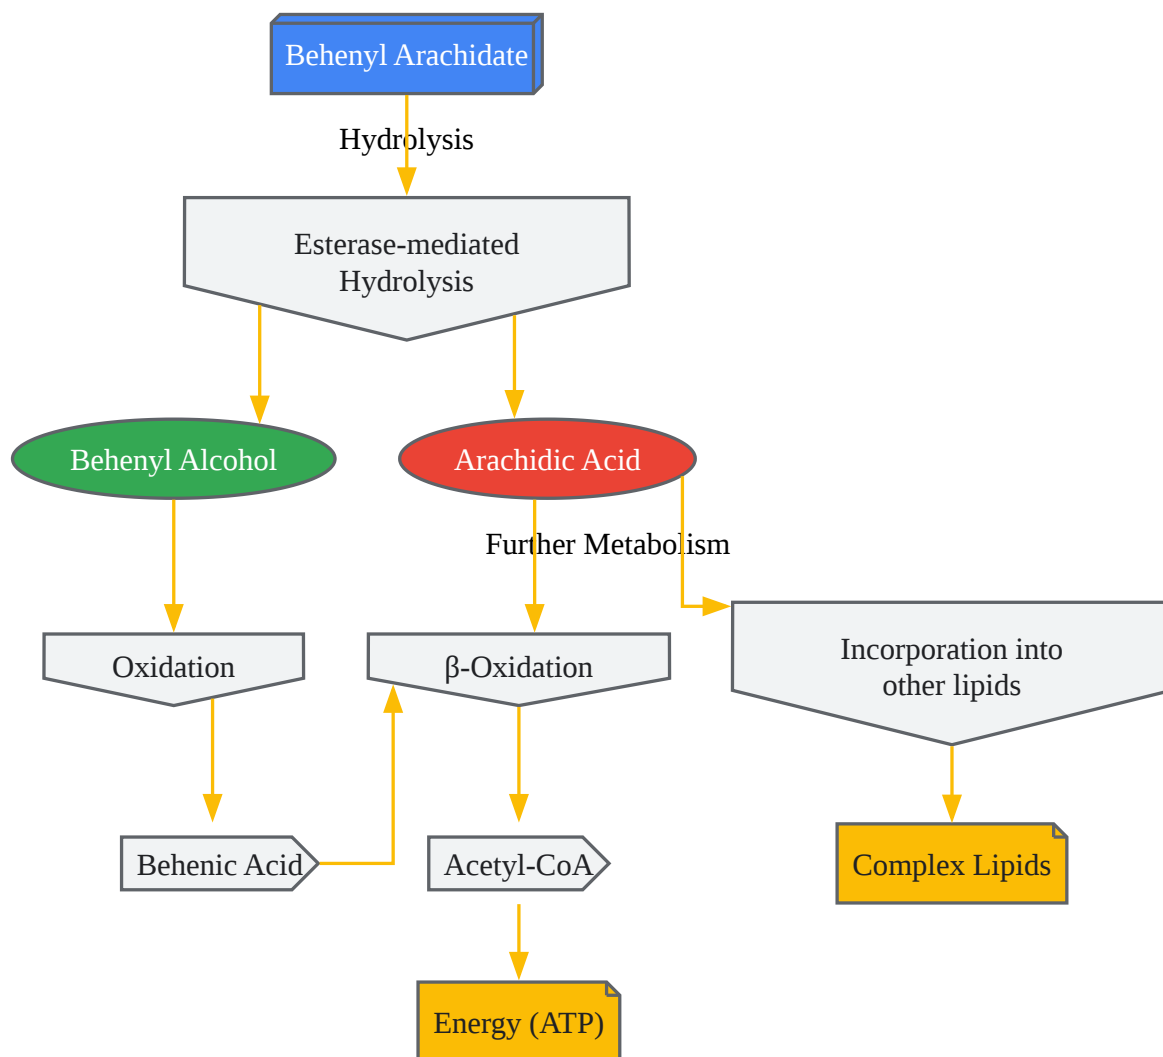 Behenyl Arachidate
Hydrolysis
Esterase-mediated
Hydrolysis
Behenyl Alcohol
Arachidic Acid
Further Metabolism
Oxidation
β-Oxidation
Incorporation into
other lipids
Behenic Acid
Acetyl-CoA
Complex Lipids
Energy (ATP)